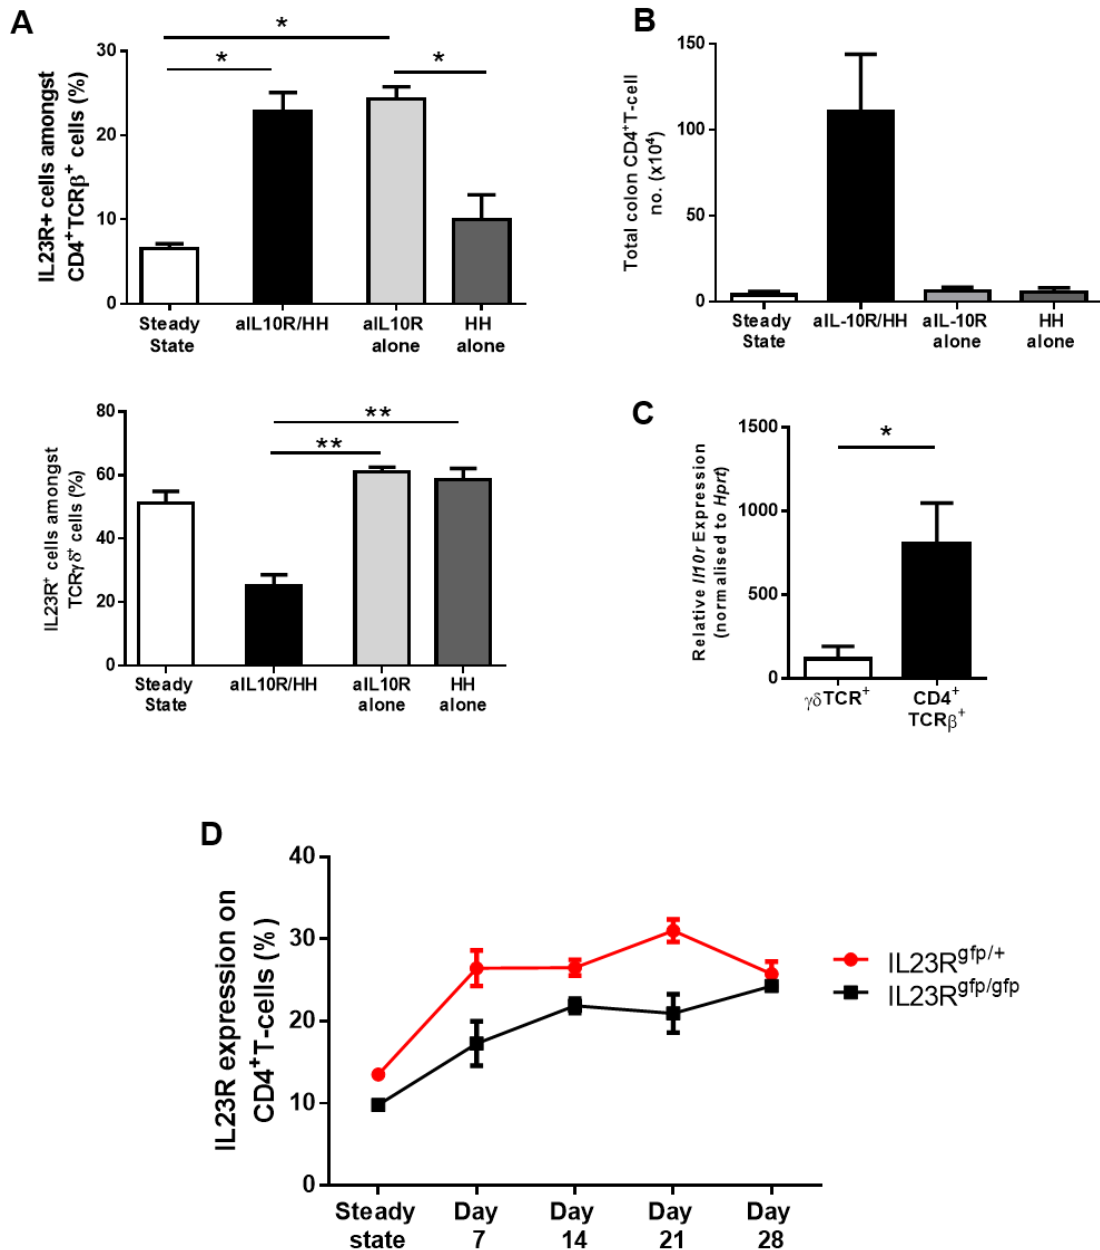 A
IL23R+ cells amongst
CD4⁺TCRβ⁺ cells (%)
30
20
10
0
*
*
*
Steady
State
aIL10R/HH
aIL10R
alone
HH
alone
B
Total colon CD4⁺T-cell
no. (x10⁴)
150
100
50
0
Steady
State
aIL-10R/HH
aIL-10R
alone
HH
alone
IL23R⁺ cells amongst
TCRγδ⁺ cells (%)
80
60
40
20
0
**
**
Steady
State
aIL10R/HH
aIL10R
alone
HH
alone
C
Relative Il10r Expression
(normalised to Hprt)
1500
1000
500
0
*
γδTCR⁺
CD4⁺
TCRβ⁺
D
IL23R expression on
CD4⁺T-cells (%)
40
30
20
10
0
Steady
state
Day
7
Day
14
Day
21
Day
28
IL23R^gfp/+
IL23R^gfp/gfp